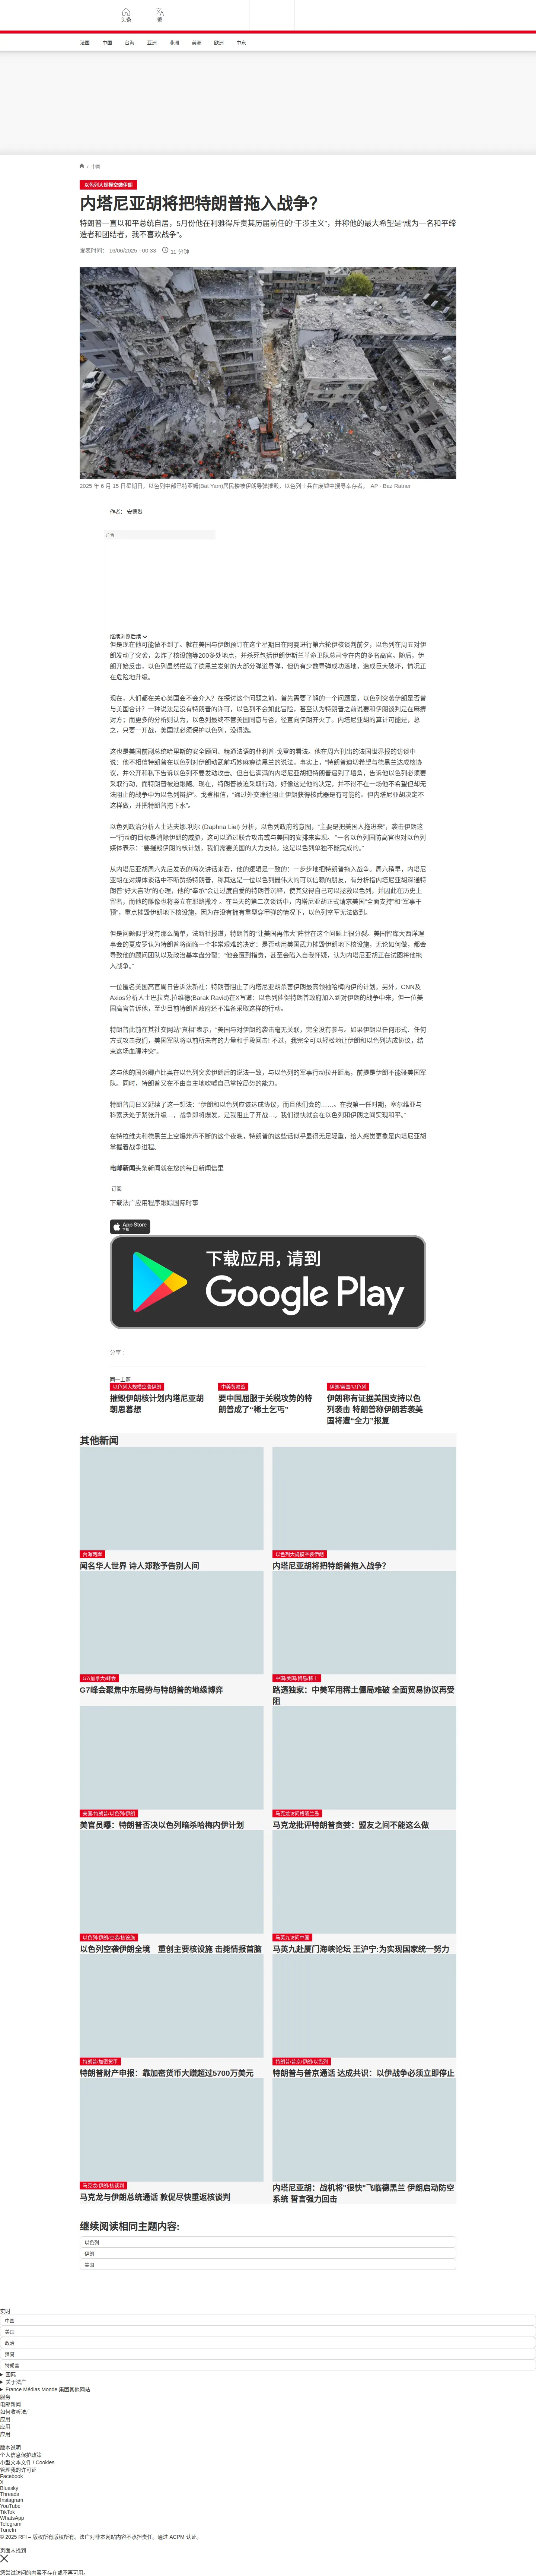 头条
繁
法国
中国
台海
亚洲
非洲
美洲
欧洲
中东
/ 中国
以色列大规模空袭伊朗
内塔尼亚胡将把特朗普拖入战争？
特朗普一直以和平总统自居，5月份他在利雅得斥责其历届前任的“干涉主义”，并称他的最大希望是“成为一名和平缔造者和团结者，我不喜欢战争”。
发表时间： 16/06/2025 - 00:33
11 分钟
2025 年 6 月 15 日星期日，以色列中部巴特亚姆(Bat Yam)居民楼被伊朗导弹摧毁，以色列士兵在废墟中搜寻幸存者。 AP - Baz Ratner
作者： 安德烈
广告
继续浏览后续
但是现在他可能做不到了。就在美国与伊朗预订在这个星期日在阿曼进行第六轮伊核谈判前夕，以色列在周五对伊朗发动了突袭，轰炸了核设施等200多处地点，并杀死包括伊朗伊斯兰革命卫队总司令在内的多名高官。随后，伊朗开始反击，以色列虽然拦截了德黑兰发射的大部分弹道导弹，但仍有少数导弹成功落地，造成巨大破坏，情况正在危险地升级。
现在，人们都在关心美国会不会介入？在探讨这个问题之前，首先需要了解的一个问题是，以色列突袭伊朗是否曾与美国合计？一种说法是没有特朗普的许可，以色列不会如此冒险，甚至认为特朗普之前说要和伊朗谈判是在麻痹对方；而更多的分析则认为，以色列最终不管美国同意与否，径直向伊朗开火了。内塔尼亚胡的算计可能是，总之，只要一开战，美国就必须保护以色列，没得选。
这也是美国前副总统哈里斯的安全顾问、精通法语的菲利普·戈登的看法。他在周六刊出的法国世界报的访谈中说：他不相信特朗普在以色列对伊朗动武前巧妙麻痹德黑兰的说法。事实上，“特朗普迫切希望与德黑兰达成核协议，并公开和私下告诉以色列不要发动攻击。但自信满满的内塔尼亚胡把特朗普逼到了墙角，告诉他以色列必须要采取行动，而特朗普被迫跟随。现在，特朗普被迫采取行动，好像这是他的决定，并不得不在一场他不希望但却无法阻止的战争中为以色列辩护”。戈登相信，“通过外交途径阻止伊朗获得核武器是有可能的。但内塔尼亚胡决定不这样做，并把特朗普拖下水”。
以色列政治分析人士达夫娜.利尔 (Daphna Liel) 分析，以色列政府的意图，“主要是把美国人拖进来”，袭击伊朗这一“行动的目标是消除伊朗的威胁，这可以通过联合攻击或与美国的安排来实现。 ”一名以色列国防高官也对以色列媒体表示：“要摧毁伊朗的核计划，我们需要美国的大力支持。这是以色列单独不能完成的。”
从内塔尼亚胡周六先后发表的两次讲话来看，他的逻辑是一致的：一步步地把特朗普拖入战争。周六稍早，内塔尼亚胡在对媒体谈话中不断赞扬特朗普，称其这是一位以色列最伟大的可以信赖的朋友，有分析指内塔尼亚胡深通特朗普“好大喜功”的心理，他的“奉承”会让过度自爱的特朗普沉醉，使其觉得自己可以拯救以色列，并因此在历史上留名，而他的雕像也将竖立在耶路撒冷 。在当天的第二次谈话中，内塔尼亚胡正式请求美国“全面支持”和“军事干预”，重点摧毁伊朗地下核设施，因为在没有拥有重型穿甲弹的情况下，以色列空军无法做到。
但是问题似乎没有那么简单，法新社报道，特朗普的“让美国再伟大”阵营在这个问题上很分裂。美国智库大西洋理事会的夏皮罗认为特朗普将面临一个非常艰难的决定：是否动用美国武力摧毁伊朗地下核设施，无论如何做，都会导致他的顾问团队以及政治基本盘分裂：“他会遭到指责，甚至会陷入自我怀疑，认为内塔尼亚胡正在试图将他拖入战争。”
一位匿名美国高官周日告诉法新社：特朗普阻止了内塔尼亚胡杀害伊朗最高领袖哈梅内伊的计划。另外，CNN及Axios分析人士巴拉克.拉维德(Barak Ravid)在X写道：以色列催促特朗普政府加入到对伊朗的战争中来，但一位美国高官告诉他，至少目前特朗普政府还不准备采取这样的行动。
特朗普此前在其社交网站“真相”表示，“美国与对伊朗的袭击毫无关联，完全没有参与。如果伊朗以任何形式、任何方式攻击我们，美国军队将以前所未有的力量和手段回击! 不过，我完全可以轻松地让伊朗和以色列达成协议，结束这场血腥冲突”。
这与他的国务卿卢比奥在以色列突袭伊朗后的说法一致，与以色列的军事行动拉开距离，前提是伊朗不能碰美国军队。同时，特朗普又在不由自主地吹嘘自己掌控局势的能力。
特朗普周日又延续了这一想法：“伊朗和以色列应该达成协议，而且他们会的……。在我第一任时期，塞尔维亚与科索沃处于紧张升级…，战争即将爆发，是我阻止了开战…。我们很快就会在以色列和伊朗之间实现和平。”
在特拉维夫和德黑兰上空爆炸声不断的这个夜晚，特朗普的这些话似乎显得无足轻重，给人感觉更象是内塔尼亚胡掌握着战争进程。
电邮新闻头条新闻就在您的每日新闻信里
订阅
下载法广应用程序跟踪国际时事
App Store
下载
下载应用，请到
Google Play
分享 :
同一主题
以色列大规模空袭伊朗
摧毁伊朗核计划内塔尼亚胡朝思暮想
中美贸易战
要中国屈服于关税攻势的特朗普成了“稀土乞丐”
伊朗/美国/以色列
伊朗称有证据美国支持以色列袭击 特朗普称伊朗若袭美国将遭“全力”报复
其他新闻
台海两岸
闻名华人世界 诗人郑愁予告别人间
以色列大规模空袭伊朗
内塔尼亚胡将把特朗普拖入战争？
G7/加拿大/峰会
G7峰会聚焦中东局势与特朗普的地缘博弈
中国/美国/贸易/稀土
路透独家：中美军用稀土僵局难破 全面贸易协议再受阻
美国/特朗普/以色列/伊朗
美官员曝：特朗普否决以色列暗杀哈梅内伊计划
马克龙访问格陵兰岛
马克龙批评特朗普贪婪：盟友之间不能这么做
以色列/伊朗/空袭/核设施
以色列空袭伊朗全境　重创主要核设施 击毙情报首脑
马英九访问中国
马英九赴厦门海峡论坛 王沪宁:为实现国家统一努力
特朗普/加密货币
特朗普财产申报：靠加密货币大赚超过5700万美元
特朗普/普京/伊朗/以色列
特朗普与普京通话 达成共识：以伊战争必须立即停止
马克龙/伊朗/核谈判
马克龙与伊朗总统通话 敦促尽快重返核谈判
内塔尼亚胡：战机将"很快"飞临德黑兰 伊朗启动防空系统 誓言强力回击
继续阅读相同主题内容:
以色列
伊朗
美国
实时
中国
美国
政治
贸易
特朗普
国际
关于法广
France Médias Monde 集团其他网站
服务
电邮新闻
如何收听法广
应用
应用
应用
版本说明
个人信息保护政策
小型文本文件 / Cookies
管理我的许可证
Facebook
X
Bluesky
Threads
Instagram
YouTube
TikTok
WhatsApp
Telegram
TuneIn
© 2025 RFI – 版权所有版权所有。法广对非本网站内容不承担责任。通过 ACPM 认证。
页面未找到
您尝试访问的内容不存在或不再可用。